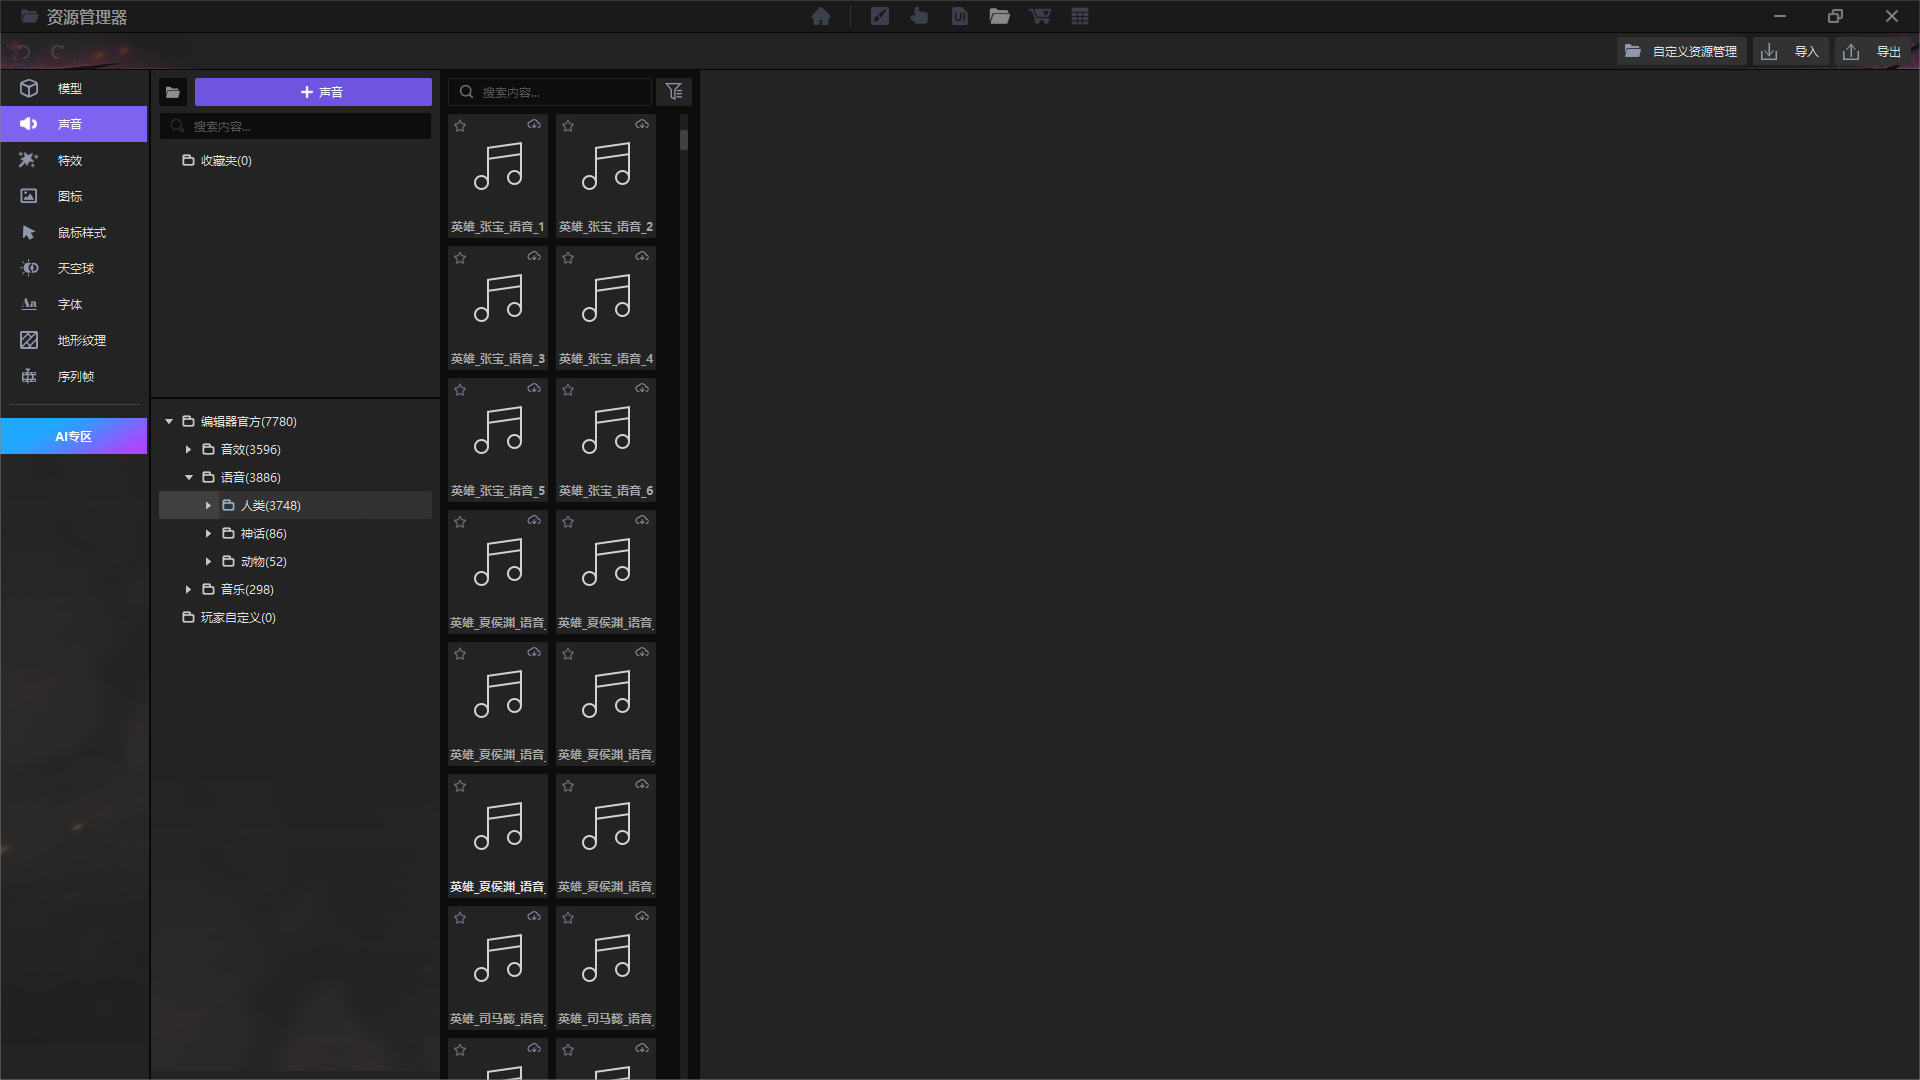 资源管理器
自定义资源管理
导入
导出
模型
声音
特效
图标
鼠标样式
天空球
字体
地形纹理
序列帧
AI专区
声音
搜索内容...
收藏夹(0)
编辑器官方(7780)
音效(3596)
语音(3886)
人类(3748)
神话(86)
动物(52)
音乐(298)
玩家自定义(0)
搜索内容...
英雄_张宝_语音_1
英雄_张宝_语音_2
英雄_张宝_语音_3
英雄_张宝_语音_4
英雄_张宝_语音_5
英雄_张宝_语音_6
英雄_夏侯渊_语音_
英雄_夏侯渊_语音_
英雄_夏侯渊_语音_
英雄_夏侯渊_语音_
英雄_夏侯渊_语音_
英雄_夏侯渊_语音_
英雄_司马懿_语音_
英雄_司马懿_语音_